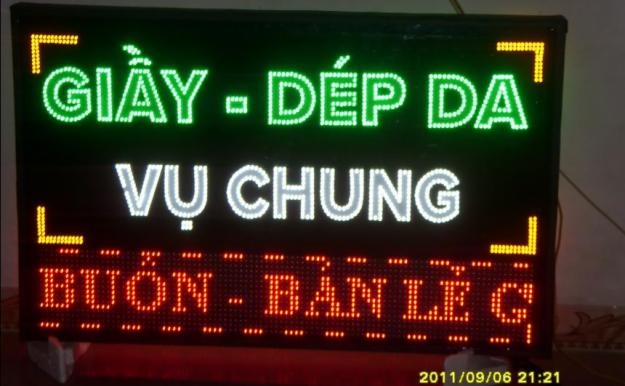 GIẦY - DÉP DA
VỤ CHUNG
BUÔN - BÁN LẺ G
2011/09/06 21:21